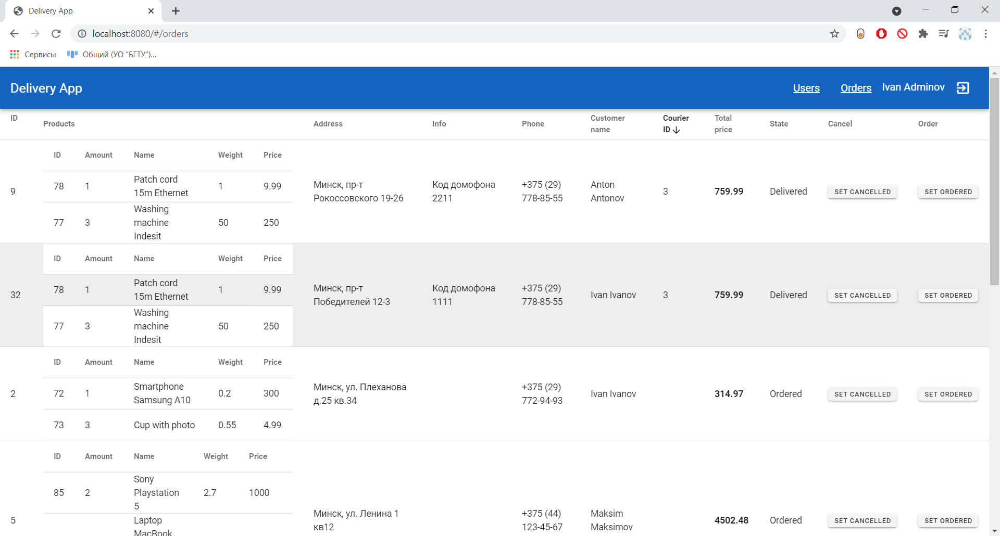 Delivery App
localhost:8080/#/orders
Сервисы
Общий (УО "БГТУ")...
Delivery App
Users
Orders
Ivan Adminov
ID
Products
Address
Info
Phone
Customer
name
Courier
ID
Total
price
State
Cancel
Order
9
ID Amount Name Weight Price
78 1 Patch cord 9.99
15m Ethernet
1
77 3 Washing
machine
Indesit
50 250
Минск, пр-т
Рокоссовского 19-26
Код домофона
2211
+375 (29)
778-85-55
Anton
Antonov
3
759.99
Delivered
SET CANCELLED
SET ORDERED
32
ID Amount Name Weight Price
78 1 Patch cord
15m Ethernet
1 9.99
77 3 Washing
machine
Indesit
50 250
Минск, пр-т
Победителей 12-3
Код домофона
1111
+375 (29)
778-85-55
Ivan Ivanov
3
759.99
Delivered
SET CANCELLED
SET ORDERED
2
ID Amount Name Weight Price
72 1 Smartphone
Samsung A10
0.2 300
73 3 Cup with photo 0.55 4.99
Минск, ул. Плеханова
д.25 кв.34
+375 (29)
772-94-93
Ivan Ivanov
314.97
Ordered
SET CANCELLED
SET ORDERED
5
ID Amount Name Weight Price
85 2 Sony
Playstation
5
2.7 1000
Laptop
MacBook
Минск, ул. Ленина 1
кв12
+375 (44)
123-45-67
Maksim
Maksimov
4502.48
Ordered
SET CANCELLED
SET ORDERED